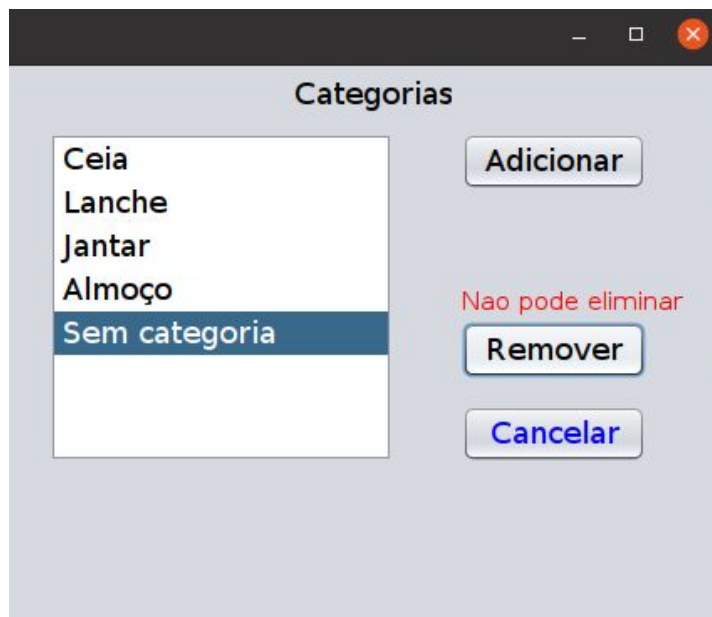 Categorias
Ceia
Lanche
Jantar
Almoço
Sem categoria
Adicionar
Nao pode eliminar
Remover
Cancelar